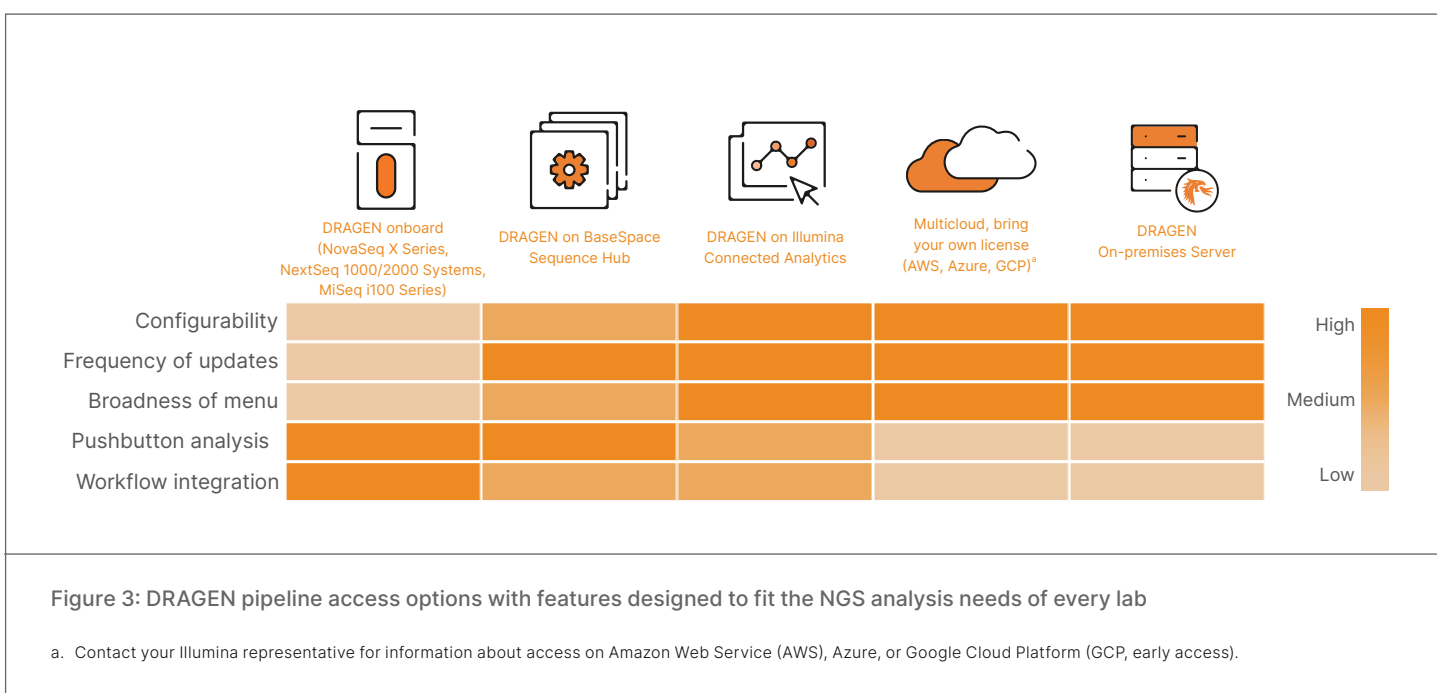 DRAGEN onboard
(NovaSeq X Series,
NextSeq 1000/2000 Systems,
MiSeq i100 Series)
DRAGEN on BaseSpace
Sequence Hub
DRAGEN on Illumina
Connected Analytics
Multicloud, bring
your own license
(AWS, Azure, GCP)a
DRAGEN
On-premises Server
Configurability
Frequency of updates
Broadness of menu
Pushbutton analysis
Workflow integration
High
Medium
Low
Figure 3: DRAGEN pipeline access options with features designed to fit the NGS analysis needs of every lab
a. Contact your Illumina representative for information about access on Amazon Web Service (AWS), Azure, or Google Cloud Platform (GCP, early access).